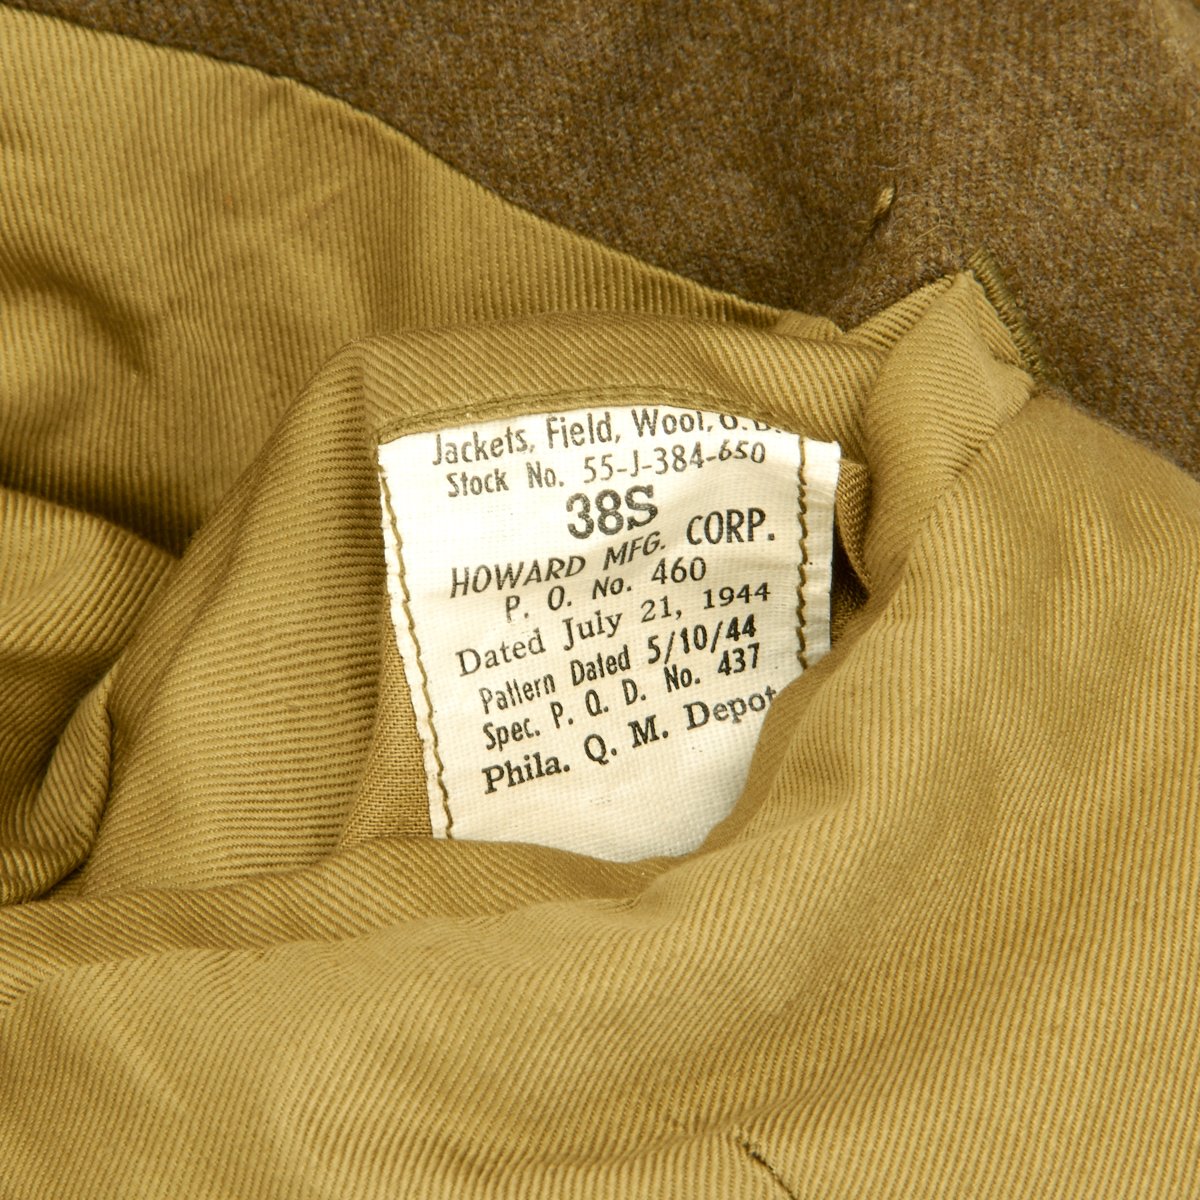 Jackets, Field, Wool, O.D.
Stock No. 55-J-384-650
38S
HOWARD MFG. CORP.
P. O. No. 460
Dated July 21, 1944
Pattern Dated 5/10/44
Spec. P. Q. D. No. 437
Phila. Q. M. Depot